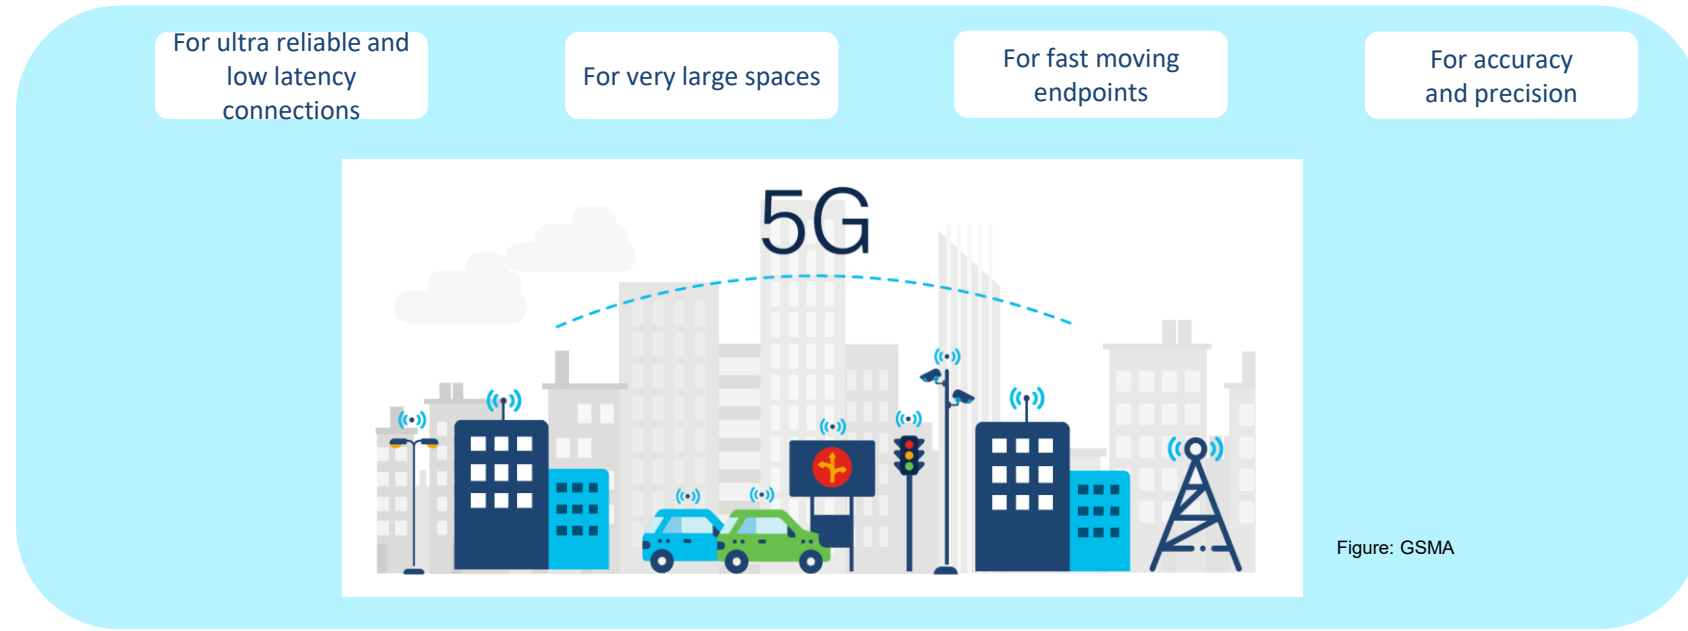 For ultra reliable and
low latency
connections
For very large spaces
For fast moving
endpoints
For accuracy
and precision
5G
Figure: GSMA